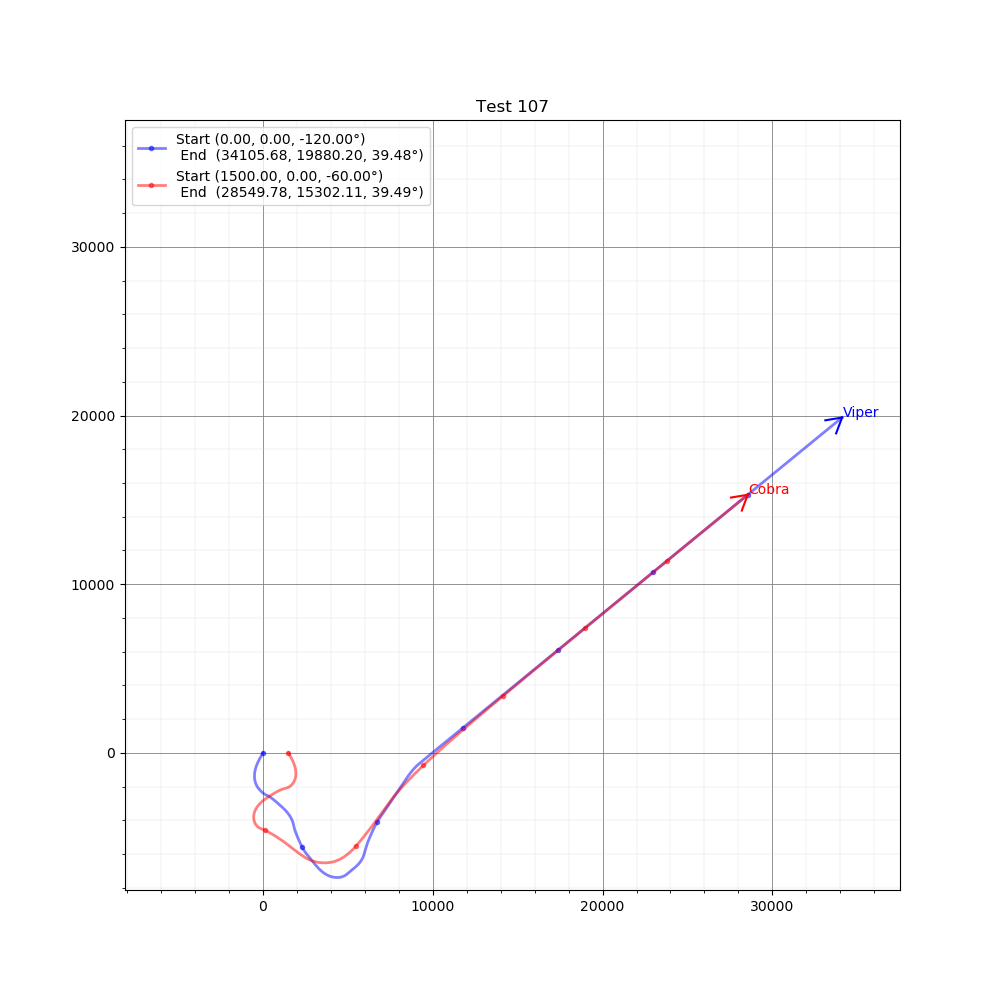 Test 107
Start (0.00, 0.00, -120.00°)
End  (34105.68, 19880.20, 39.48°)
Start (1500.00, 0.00, -60.00°)
End  (28549.78, 15302.11, 39.49°)
30000
20000
10000
0
Viper
Cobra
0
10000
20000
30000